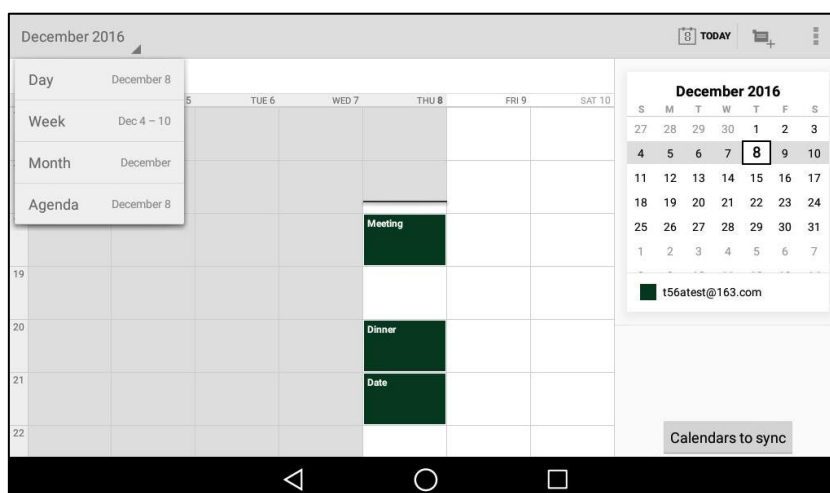 December 2016
8 TODAY
Day December 8
Week Dec 4 – 10
Month December
Agenda December 8
5 TUE 6 WED 7 THU 8 FRI 9 SAT 10
Meeting
19
20 Dinner
21 Date
22
December 2016
S M T W T F S
27 28 29 30 1 2 3
4 5 6 7 8 9 10
11 12 13 14 15 16 17
18 19 20 21 22 23 24
25 26 27 28 29 30 31
1 2 3 4 5 6 7
t56atest@163.com
Calendars to sync